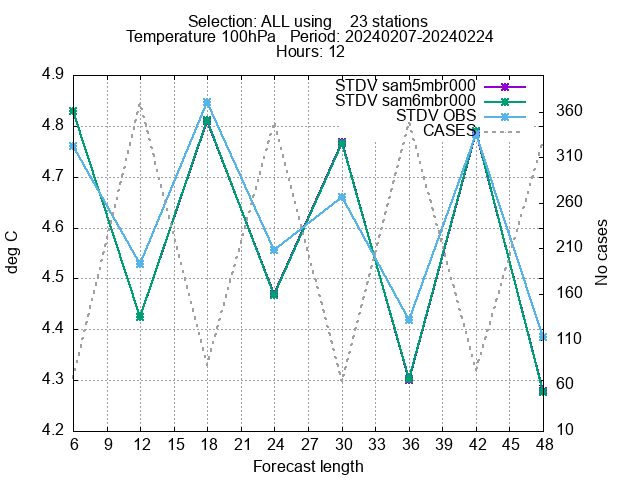 Selection: ALL using    23 stations
Temperature 100hPa   Period: 20240207-20240224
Hours: 12
STDV sam5mbr000
STDV sam6mbr000
STDV OBS
CASES
4.9
4.8
4.7
4.6
4.5
4.4
4.3
4.2
deg C
360
310
260
210
160
110
60
10
No cases
6 9 12 15 18 21 24 27 30 33 36 39 42 45 48
Forecast length